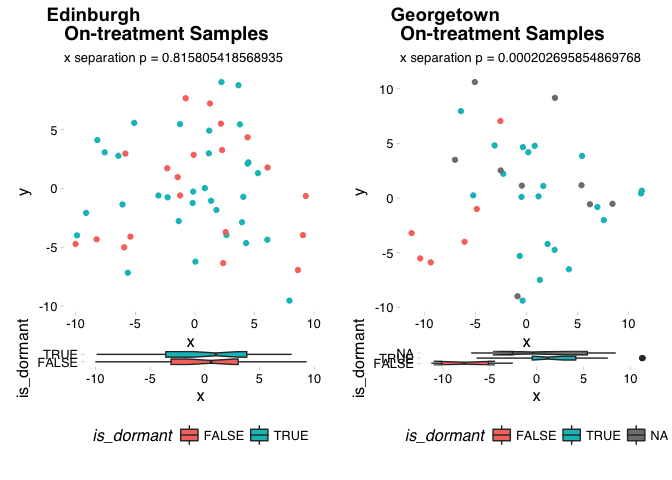 Edinburgh
On-treatment Samples
x separation p = 0.815805418568935
y
5
0
-5
-10
-10 -5 0 5 10
x
is_dormant
TRUE
FALSE
-10 -5 0 5 10
x
is_dormant FALSE TRUE
Georgetown
On-treatment Samples
x separation p = 0.000202695854869768
y
10
5
0
-5
-10
-10 -5 0 5 10
x
is_dormant
NA
TRUE
FALSE
-10 -5 0 5 10
x
is_dormant FALSE TRUE NA